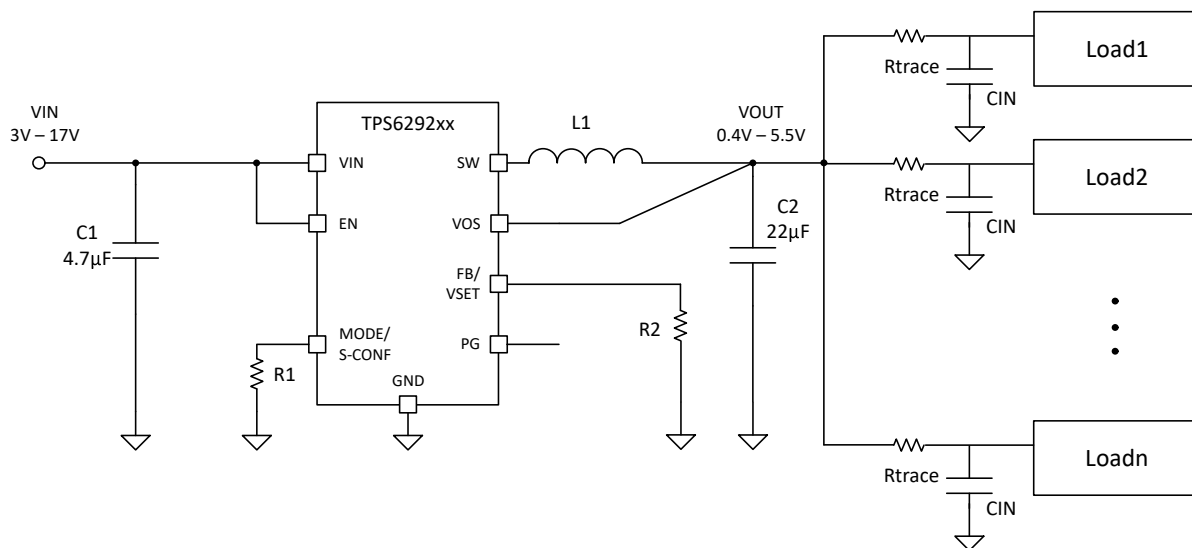 VIN
3V – 17V
C1
4.7µF
TPS6292xx
VIN
EN
MODE/
S-CONF
GND
SW
VOS
FB/
VSET
PG
R1
L1
R2
VOUT
0.4V – 5.5V
C2
22µF
Rtrace
CIN
Load1
Rtrace
CIN
Load2
Rtrace
CIN
Loadn